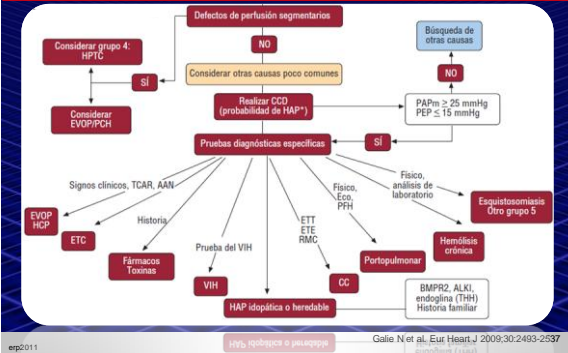 Defectos de perfusión segmentarios
Búsqueda de
otras causas
Considerar grupo 4:
HPTC
NO
SÍ
Considerar otras causas poco comunes
NO
Considerar
EVOP/PCH
Realizar CCD
(probabilidad de HAP*)
PAPm ≥ 25 mmHg
PEP ≤ 15 mmHg
Pruebas diagnósticas específicas
SÍ
Signos clínicos, TCAR, AAN
Historia
Prueba del VIH
ETT
ETE
RMC
Físico,
Eco,
PFH
Físico,
análisis de
laboratorio
EVOP
HCP
ETC
Fármacos
Toxinas
VIH
HAP idopática o heredable
CC
Portopulmonar
Hemólisis
crónica
Esquistosomiasis
Otro grupo 5
BMPR2, ALKI,
endoglina (THH)
Historia familiar
Galie N et al. Eur Heart J 2009;30:2493-2537
erp2011